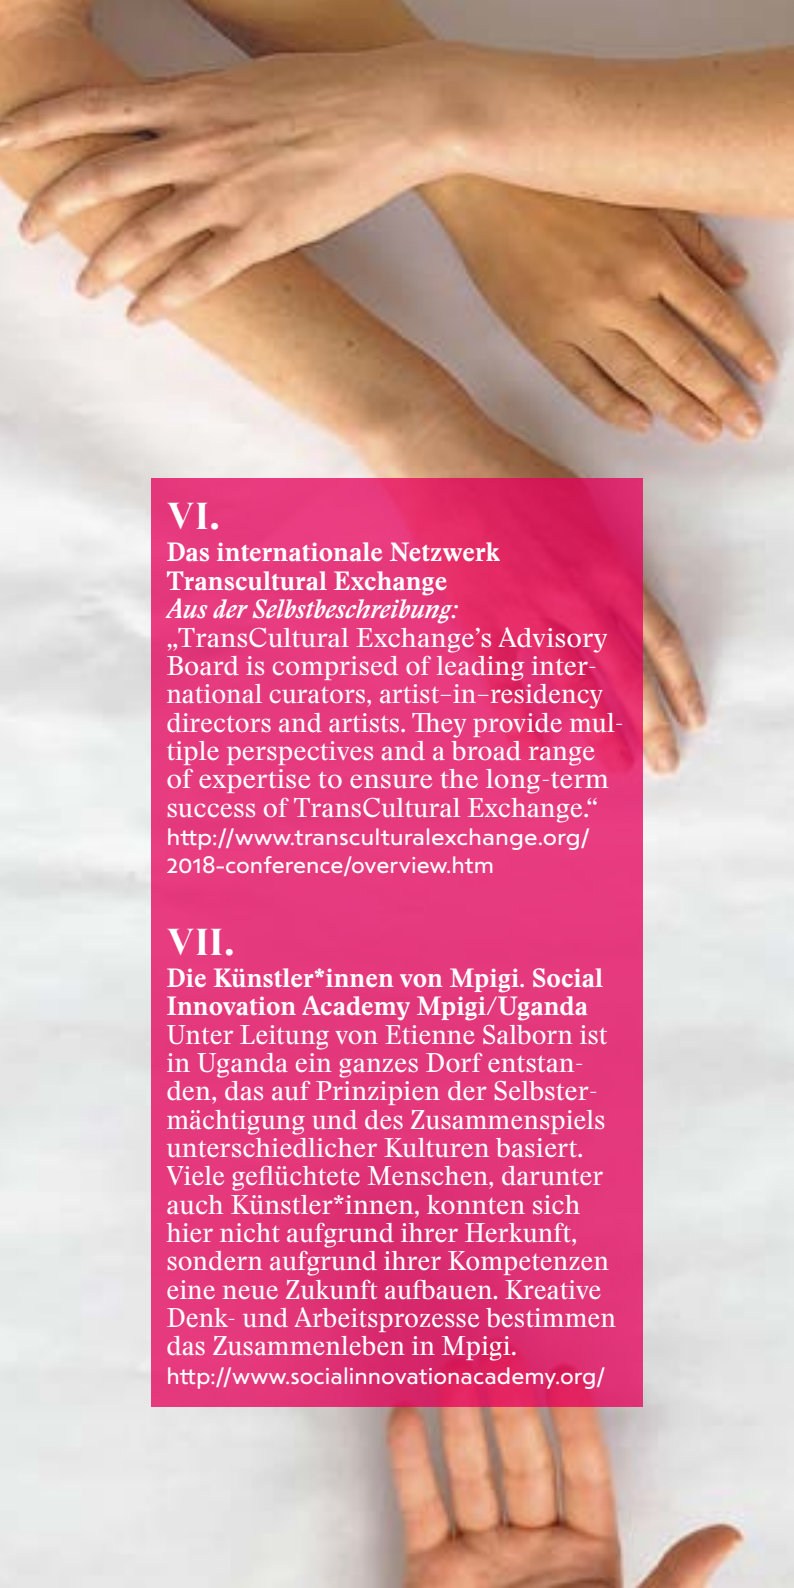 VI.
Das internationale Netzwerk
Transcultural Exchange
Aus der Selbstbeschreibung:
„TransCultural Exchange’s Advisory
Board is comprised of leading inter-
national curators, artist-in-residency
directors and artists. They provide mul-
tiple perspectives and a broad range
of expertise to ensure the long-term
success of TransCultural Exchange.“
http://www.transculturalexchange.org/
2018-conference/overview.htm
VII.
Die Künstler*innen von Mpigi. Social
Innovation Academy Mpigi/Uganda
Unter Leitung von Etienne Salborn ist
in Uganda ein ganzes Dorf entstan-
den, das auf Prinzipien der Selbster-
mächtigung und des Zusammenspiels
unterschiedlicher Kulturen basiert.
Viele geflüchtete Menschen, darunter
auch Künstler*innen, konnten sich
hier nicht aufgrund ihrer Herkunft,
sondern aufgrund ihrer Kompetenzen
eine neue Zukunft aufbauen. Kreative
Denk- und Arbeitsprozesse bestimmen
das Zusammenleben in Mpigi.
http://www.socialinnovationacademy.org/